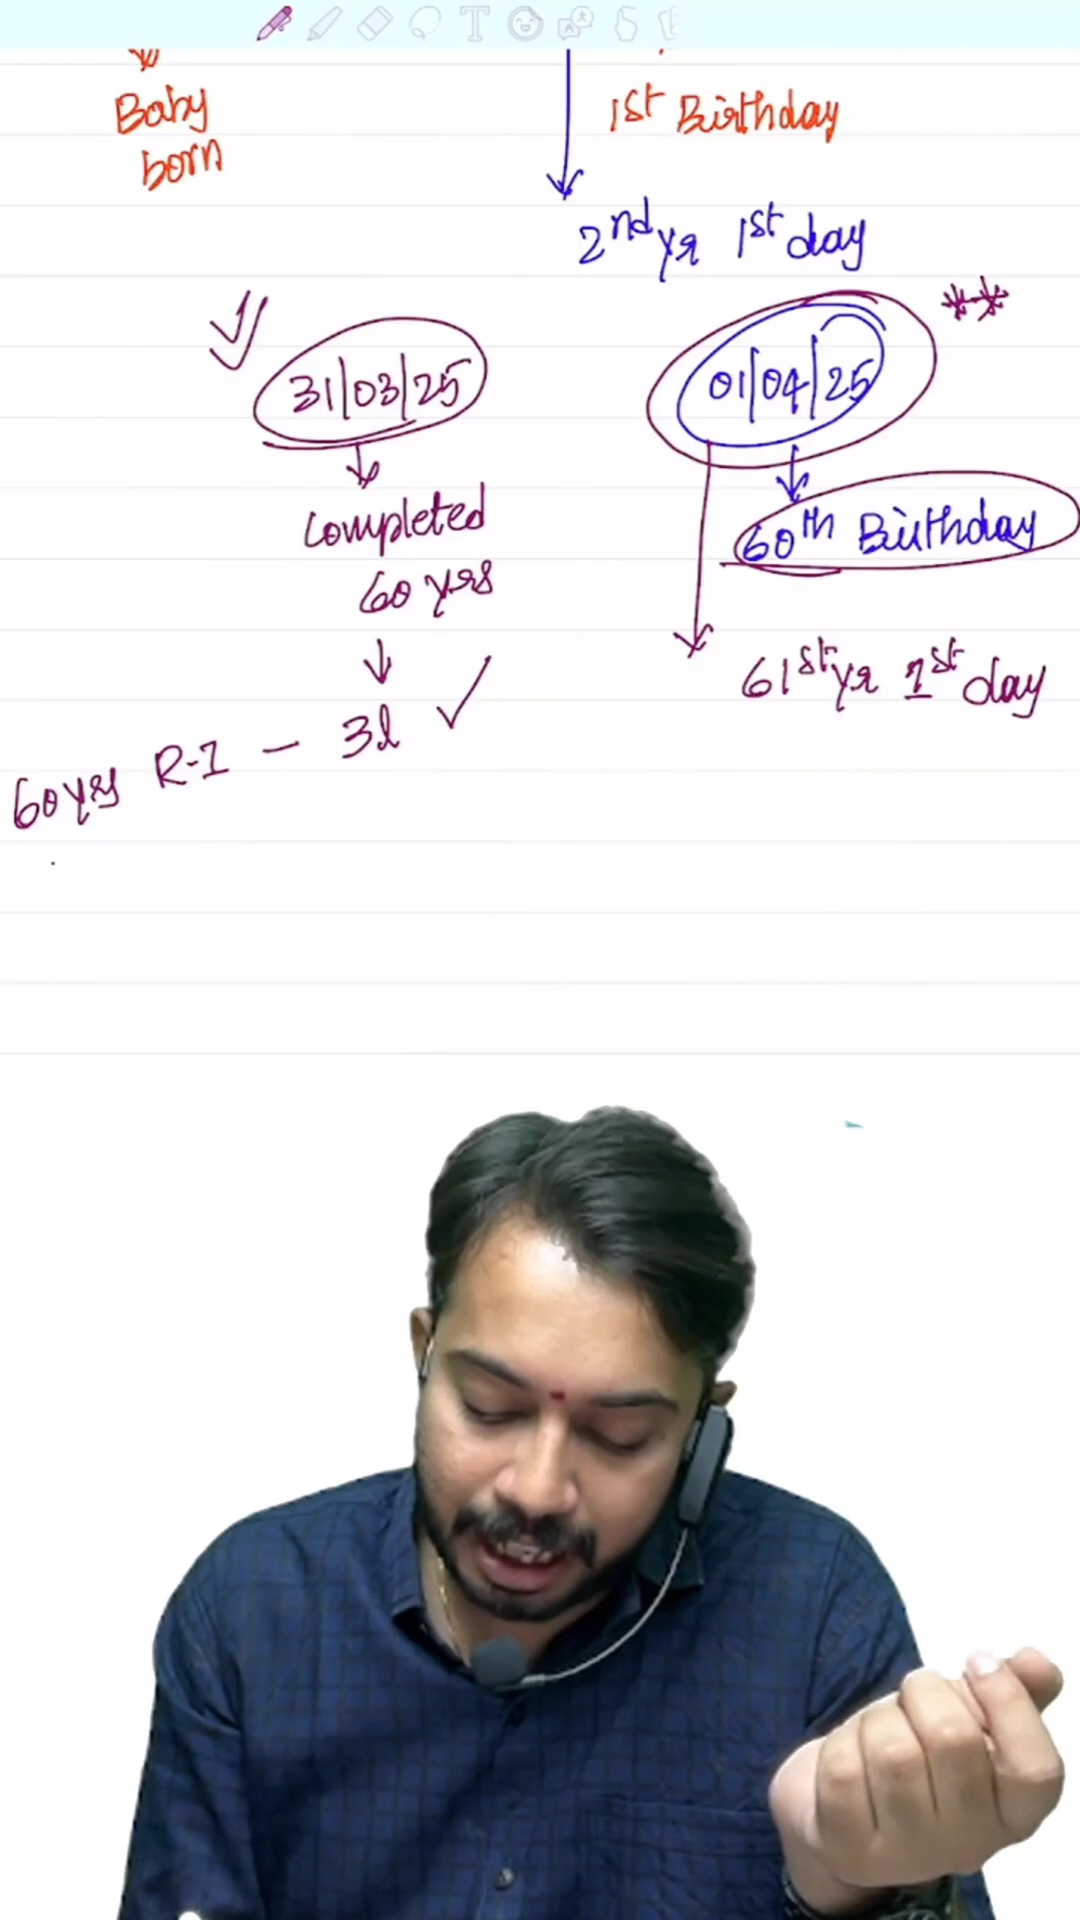 Baby
born
1st Birthday
2nd yr 1st day
31/03/25
01/04/25
**
Completed
60 yrs
60th Birthday
61st yr 1st day
60 yrs R-I - 3l